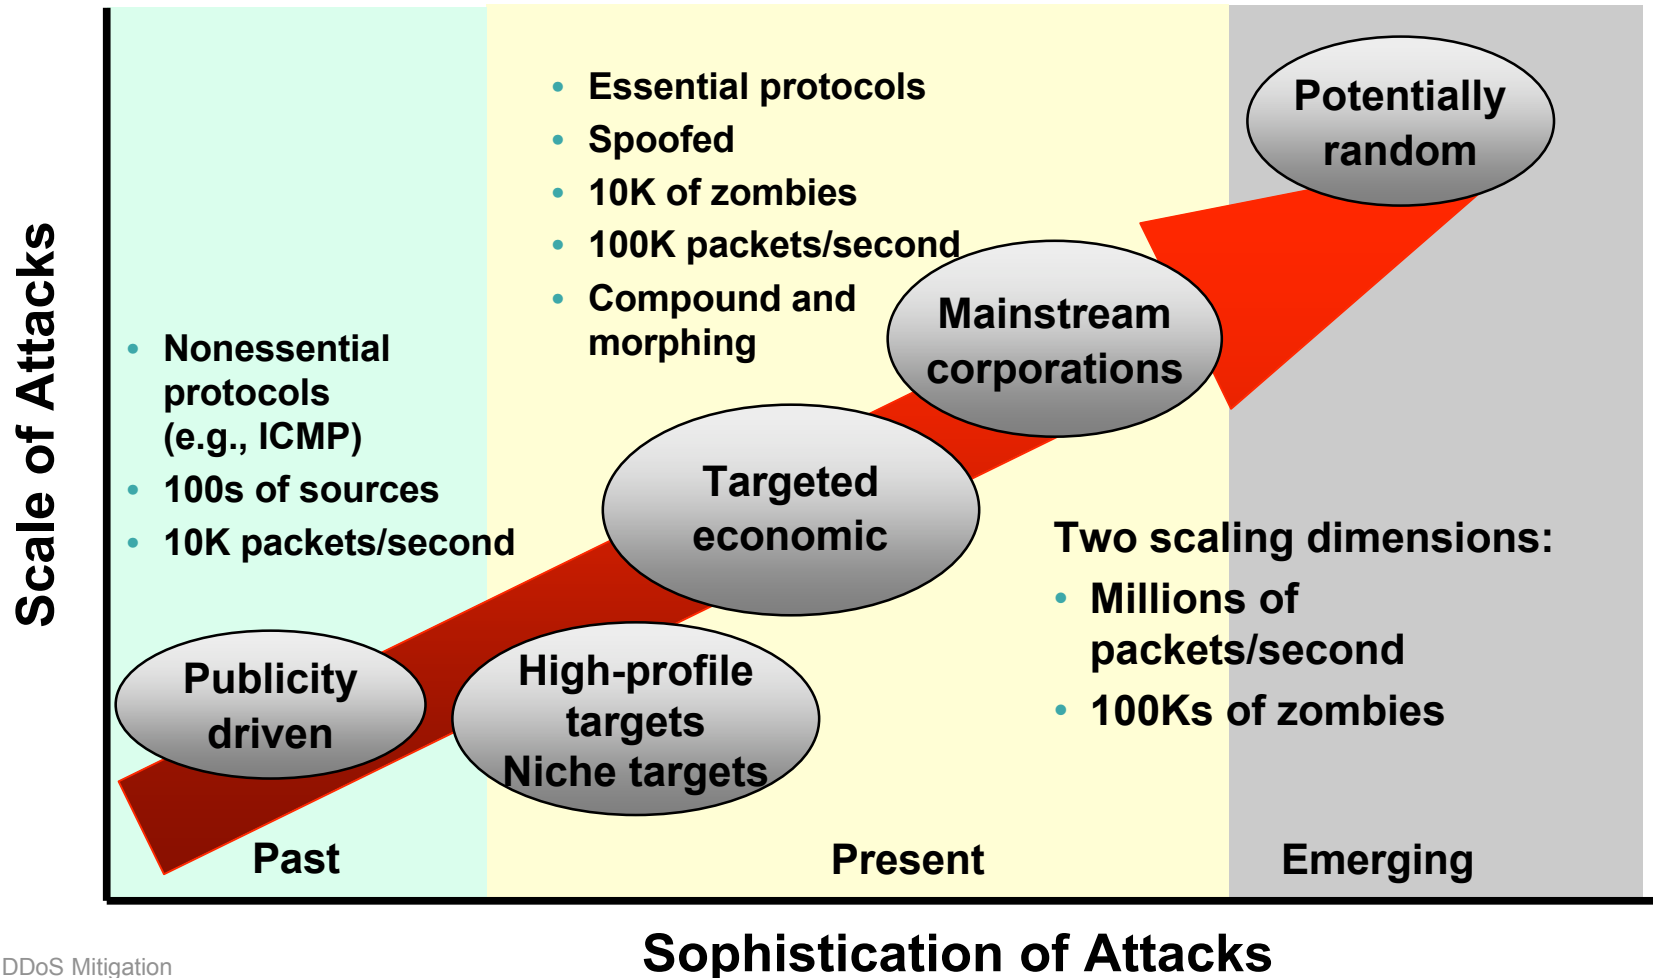 Scale of Attacks
• Nonessential
protocols
(e.g., ICMP)
• 100s of sources
• 10K packets/second
• Essential protocols
• Spoofed
• 10K of zombies
• 100K packets/second
• Compound and
morphing
Potentially
random
Mainstream
corporations
Targeted
economic
Two scaling dimensions:
• Millions of
packets/second
• 100Ks of zombies
Publicity
driven
High-profile
targets
Niche targets
Past
Present
Emerging
Sophistication of Attacks
DDoS Mitigation